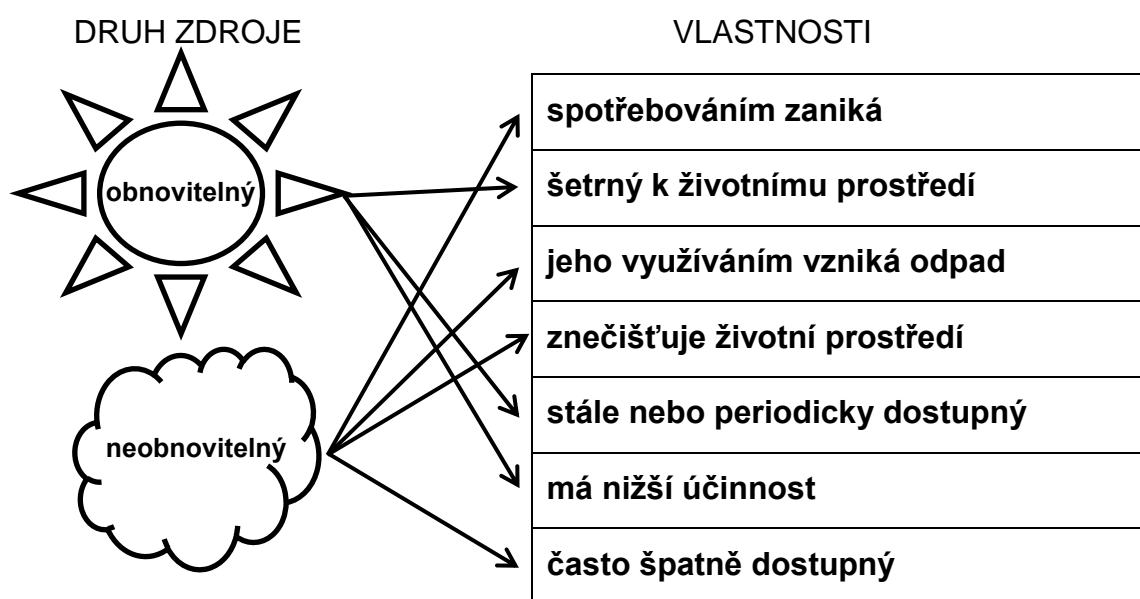 DRUH ZDROJE
VLASTNOSTI
obnovitelný
neobnovitelný
spotřebováním zaniká
šetrný k životnímu prostředí
jeho využíváním vzniká odpad
znečišťuje životní prostředí
stále nebo periodicky dostupný
má nižší účinnost
často špatně dostupný